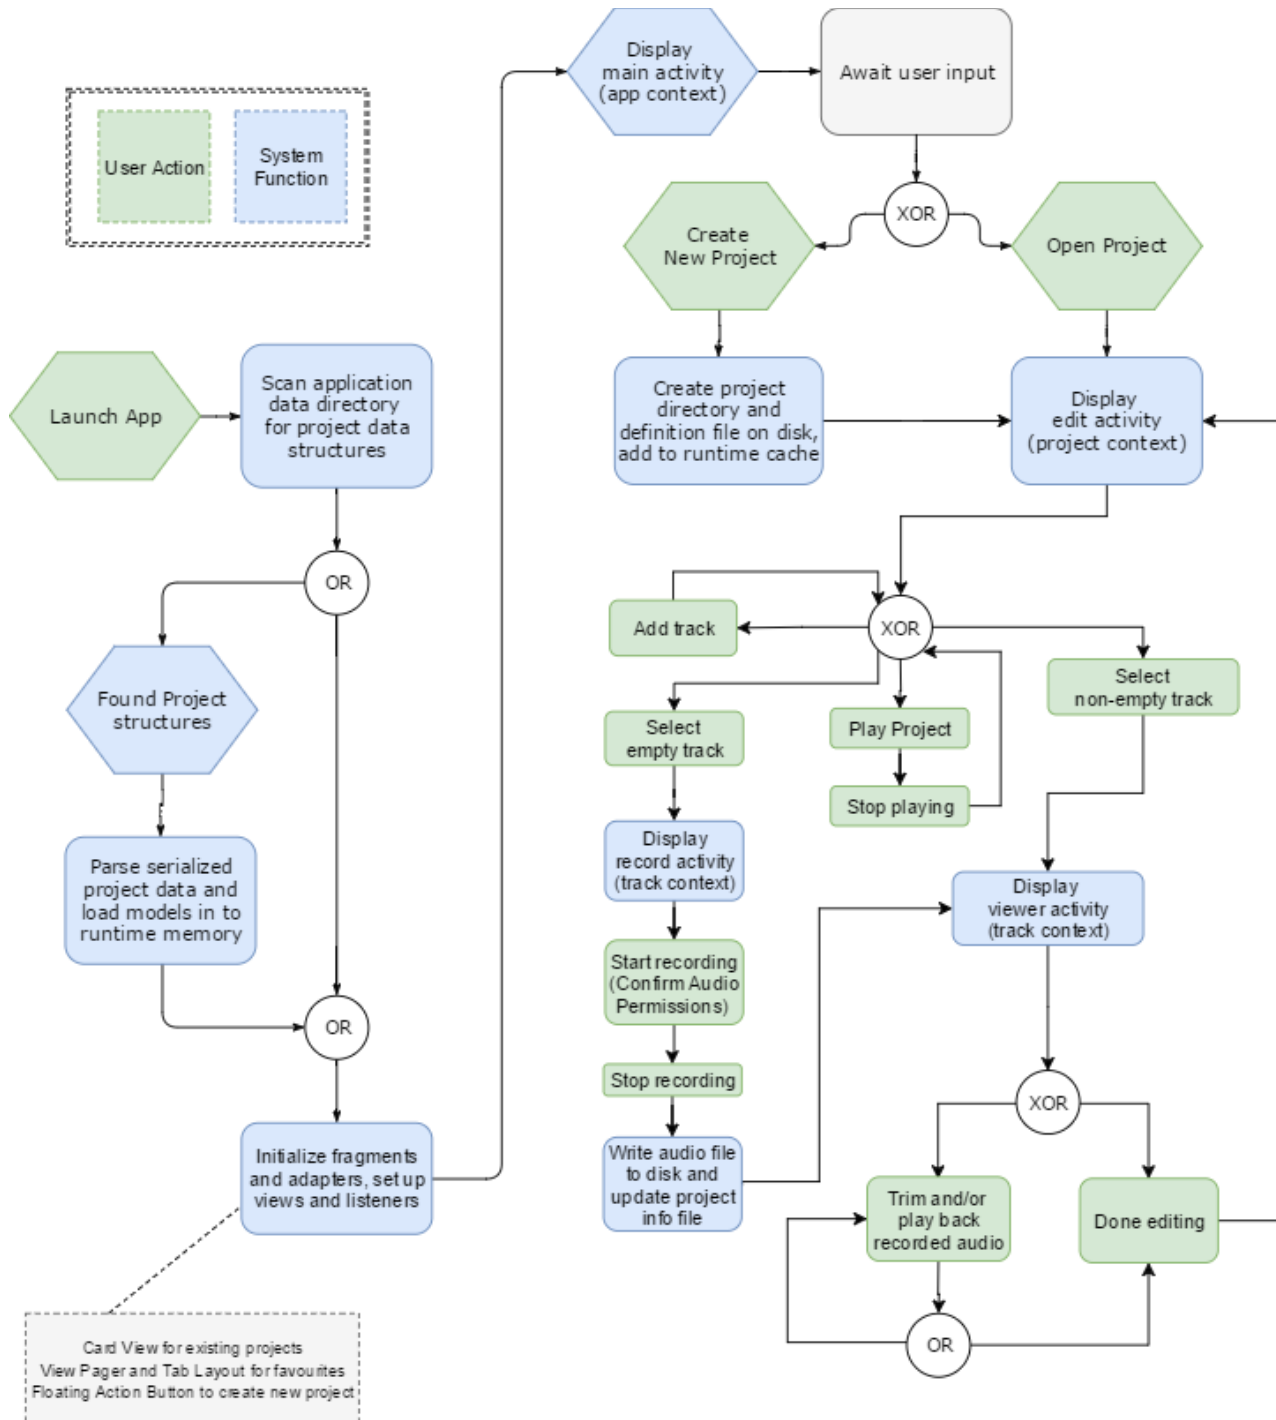 Display
main activity
(app context)
Await user input
User Action
System
Function
XOR
Create
New Project
Open Project
Launch App
Scan application
data directory
for project data
structures
Create project
directory and
definition file on disk,
add to runtime cache
Display
edit activity
(project context)
OR
Add track
XOR
Found Project
structures
Select
empty track
Play Project
Select
non-empty track
Stop playing
Parse serialized
project data and
load models in to
runtime memory
Display
record activity
(track context)
Display
viewer activity
(track context)
Start recording
(Confirm Audio
Permissions)
OR
Stop recording
XOR
Initialize fragments
and adapters, set up
views and listeners
Write audio file
to disk and
update project
info file
Trim and/or
play back
recorded audio
Done editing
OR
Card View for existing projects
View Pager and Tab Layout for favourites
Floating Action Button to create new project